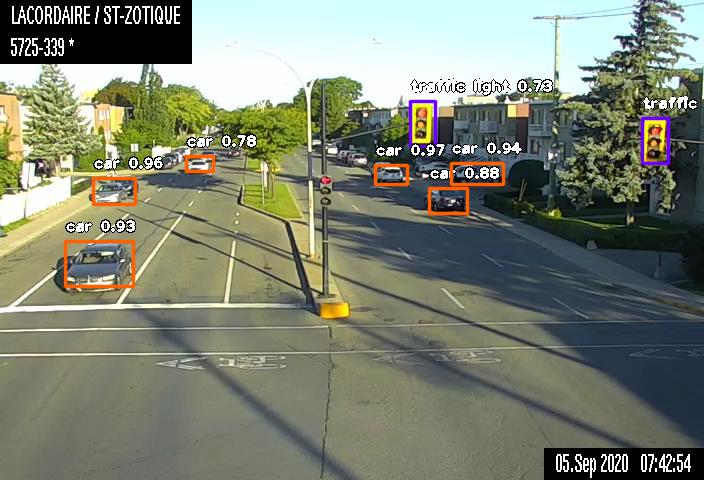 LACORDAIRE / ST-ZOTIQUE
5725-339 *
traffic light 0.73
traffic
car 0.78
car 0.97
car 0.94
car 0.96
car 0.88
car 0.93
05.Sep 2020 07:42:54